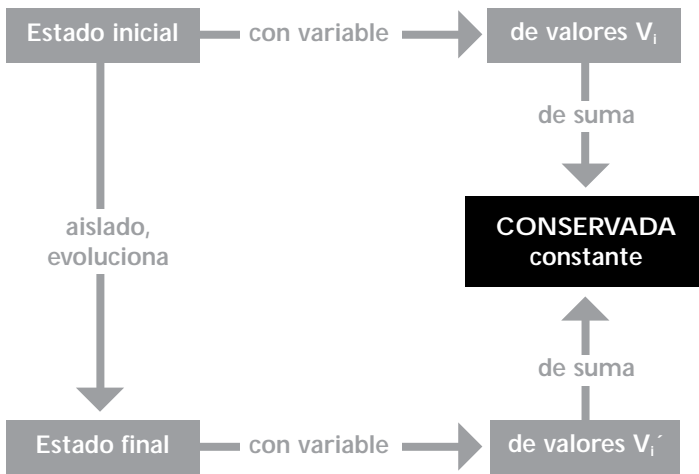 Estado inicial
con variable
de valores Vᵢ
de suma
aislado,
evoluciona
CONSERVADA
constante
de suma
Estado final
con variable
de valores Vᵢ´